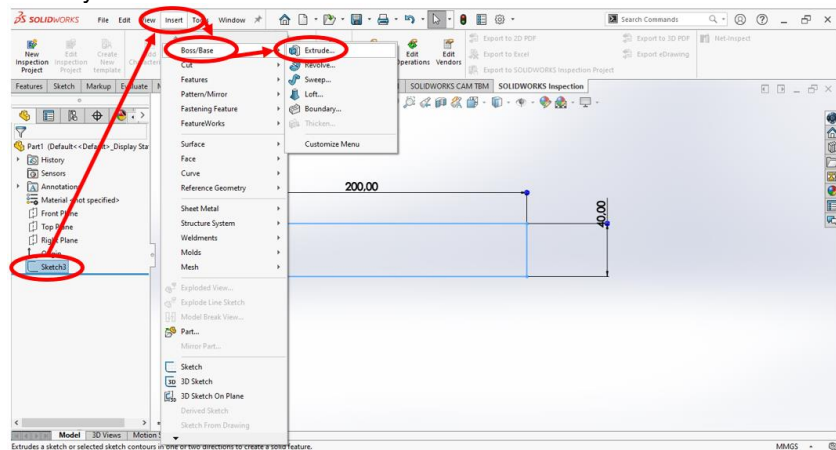 SOLIDWORKS File Edit View Insert Tools Window Search Commands
New Inspection Project
Edit Inspection Project
Create New template
Edit Operations
Edit Vendors
Export to 2D PDF
Export to Excel
Export to SOLIDWORKS Inspection Project
Export to 3D PDF
Export eDrawing
Net-Inspect
Features Sketch Markup Evaluate SOLIDWORKS CAM TBM SOLIDWORKS Inspection
Part1 (Default<<Default>_Display Sta
History
Sensors
Annotations
Material <not specified>
Front Plane
Top Plane
Right Plane
Origin
Sketch3
Boss/Base
Cut
Features
Pattern/Mirror
Fastening Feature
FeatureWorks
Surface
Face
Curve
Reference Geometry
Sheet Metal
Structure System
Weldments
Molds
Mesh
Exploded View...
Explode Line Sketch
Model Break View...
Part...
Mirror Part...
Sketch
3D Sketch
3D Sketch On Plane
Derived Sketch
Sketch From Drawing
Extrude...
Revolve...
Sweep...
Loft...
Boundary...
Thicken...
Customize Menu
200,00
40,00
Model 3D Views Motion S
Extrudes a sketch or selected sketch contours in one or two directions to create a solid feature.
MMGS